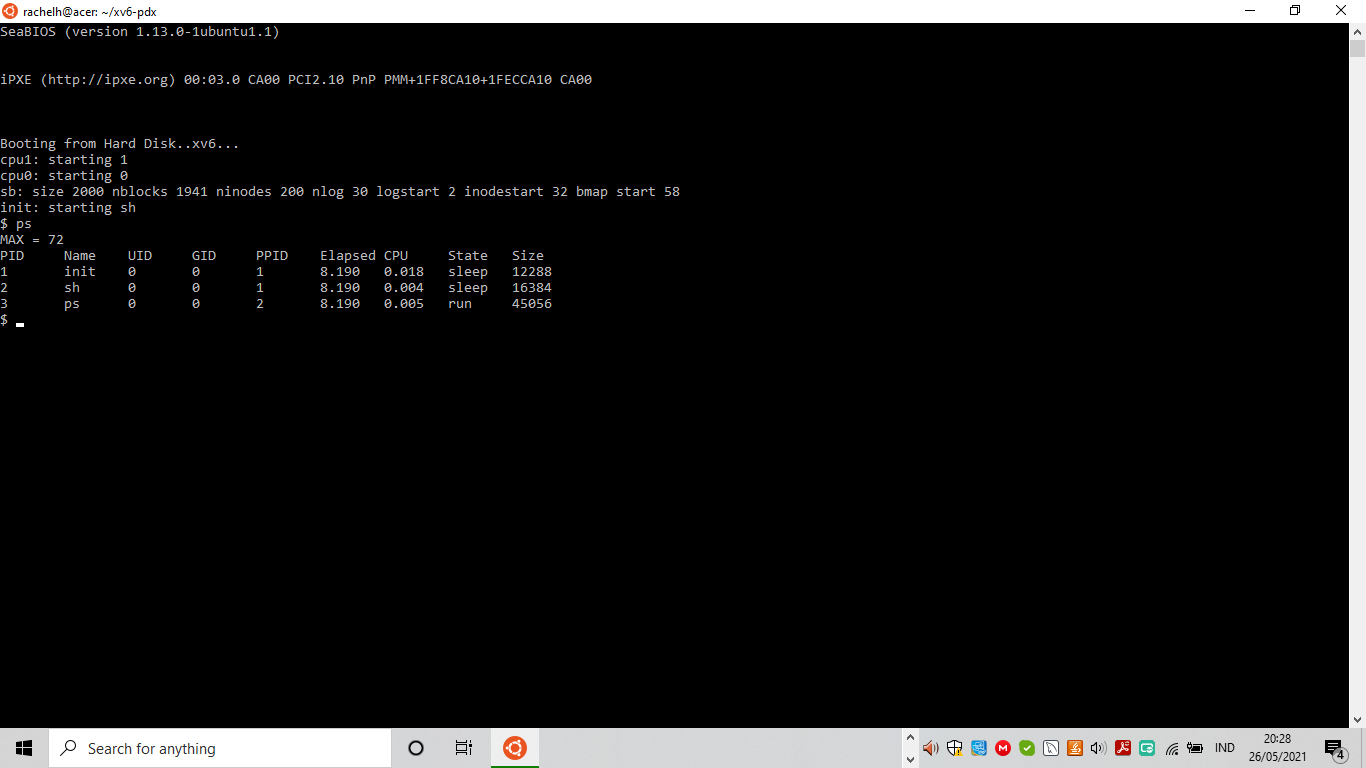 rachelh@acer: ~/xv6-pdx
SeaBIOS (version 1.13.0-1ubuntu1.1)
iPXE (http://ipxe.org) 00:03.0 CA00 PCI2.10 PnP PMM+1FF8CA10+1FECCA10 CA00
Booting from Hard Disk..xv6...
cpu1: starting 1
cpu0: starting 0
sb: size 2000 nblocks 1941 ninodes 200 nlog 30 logstart 2 inodestart 32 bmap start 58
init: starting sh
$ ps
MAX = 72
PID Name UID GID PPID Elapsed CPU State Size
1 init 0 0 1 8.190 0.018 sleep 12288
2 sh 0 0 1 8.190 0.004 sleep 16384
3 ps 0 0 2 8.190 0.005 run 45056
$
Search for anything
IND
20:28
26/05/2021
4